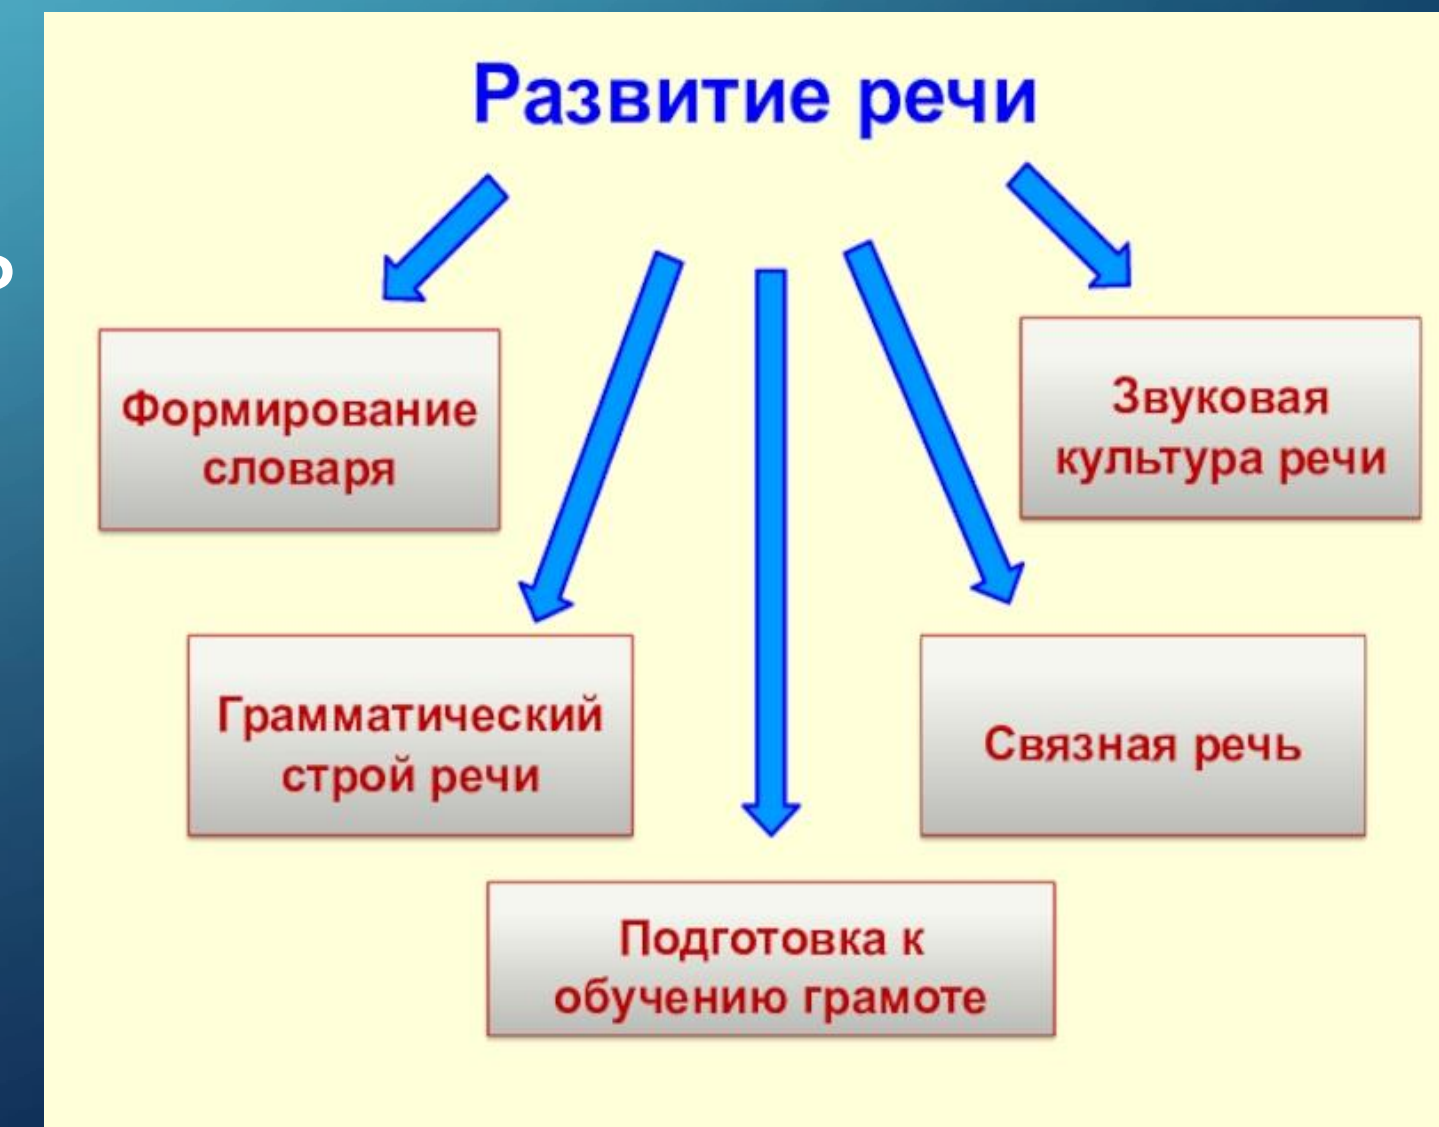 Развитие речи
Формирование
словаря
Звуковая
культура речи
Грамматический
строй речи
Связная речь
Подготовка к
обучению грамоте